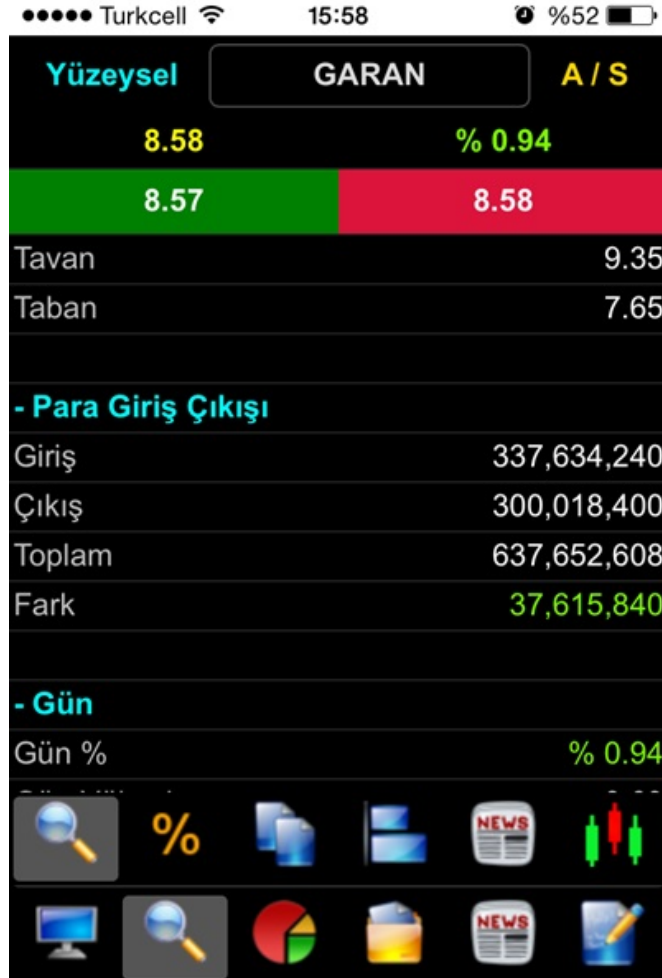 Turkcell 15:58 %52
Yüzeysel GARAN A / S
8.58 % 0.94
8.57 8.58
Tavan 9.35
Taban 7.65
- Para Giriş Çıkışı
Giriş 337,634,240
Çıkış 300,018,400
Toplam 637,652,608
Fark 37,615,840
- Gün
Gün % % 0.94
% NEWS
NEWS